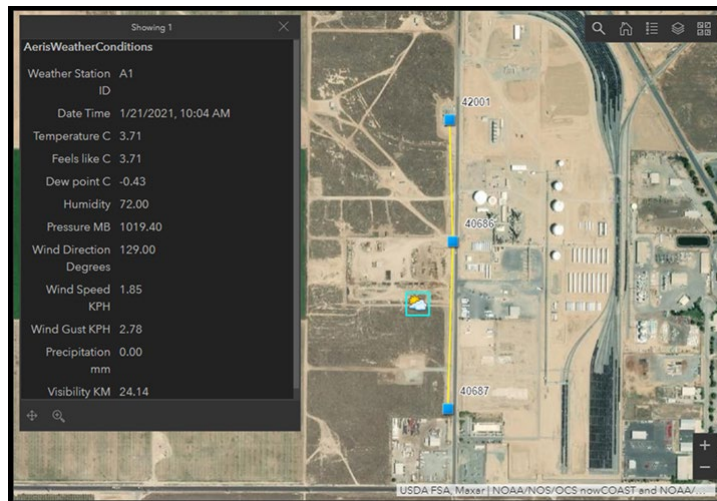 Showing 1
AerisWeatherConditions
Weather Station ID A1
Date Time 1/21/2021, 10:04 AM
Temperature C 3.71
Feels like C 3.71
Dew point C -0.43
Humidity 72.00
Pressure MB 1019.40
Wind Direction Degrees 129.00
Wind Speed KPH 1.85
Wind Gust KPH 2.78
Precipitation mm 0.00
Visibility KM 24.14
42001
40686
40687
USDA FSA, Maxar | NOAA/NOS/OCS nowCOAST and NOAA/...